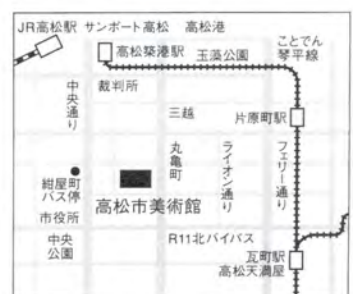 JR高松駅 サンポート高松 高松港
高松築港駅
玉藻公園
ことでん
琴平線
中央通り
裁判所
三越
片原町駅
丸亀町
ライオン通り
フェリー通り
紺屋町
バス停
高松市美術館
市役所
中央
公園
R11北バイパス
瓦町駅
高松天満屋